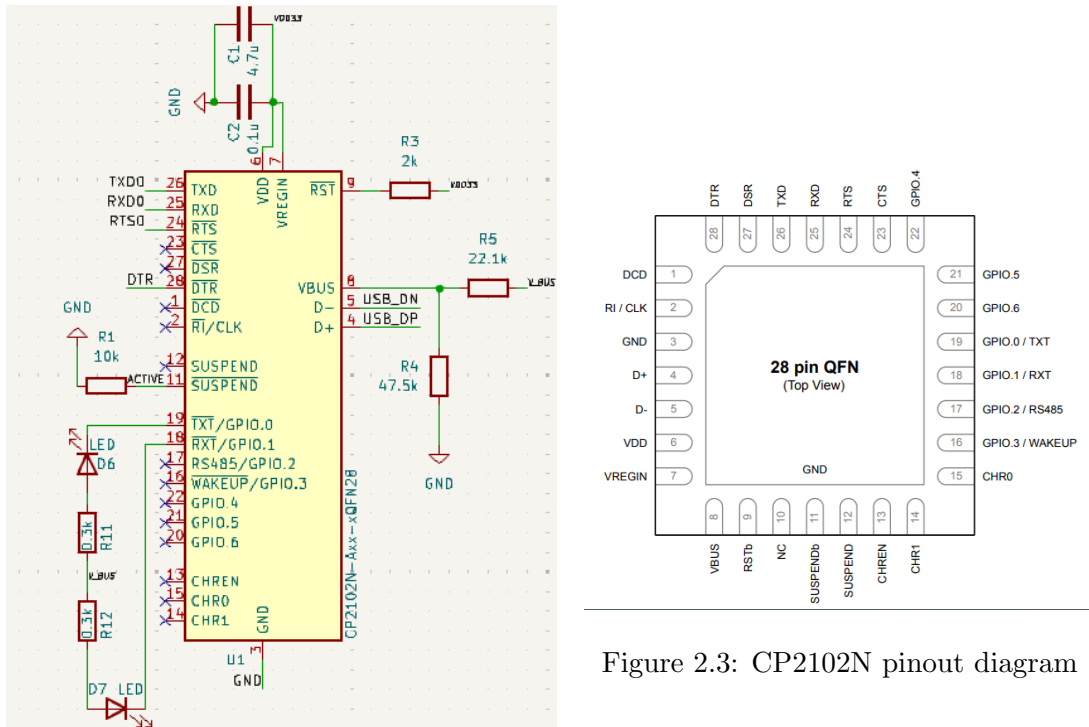 VDD33
C1
4.7u
GND
C2
0.1u
6
7
R3
2k
TXD0
26
TXD
VDD
VREGIN
RST
9
VDD33
RXD0
25
RXD
RTS0
24
RTS
23
CTS
27
DSR
R5
22.1k
DTR
28
DTR
VBUS
8
V_BUS
1
DCD
D-
5
USB_DN
2
RI/CLK
D+
4
USB_DP
GND
R1
10k
12
SUSPEND
ACTIVE
11
SUSPEND
R4
47.5k
GND
19
TXT/GPIO.0
18
RXT/GPIO.1
LED
D6
17
RS485/GPIO.2
16
WAKEUP/GPIO.3
22
GPIO.4
21
GPIO.5
20
GPIO.6
0.3k
R11
V_BUS
13
CHREN
15
CHR0
14
CHR1
0.3k
R12
GND
CP2102N-Axx-xQFN28
U1
3
GND
D7 LED
DTR
DSR
TXD
RXD
RTS
CTS
GPIO.4
28
27
26
25
24
23
22
DCD
1
21
GPIO.5
RI / CLK
2
20
GPIO.6
GND
3
19
GPIO.0 / TXT
D+
4
28 pin QFN
(Top View)
18
GPIO.1 / RXT
D-
5
17
GPIO.2 / RS485
VDD
6
16
GPIO.3 / WAKEUP
VREGIN
7
GND
15
CHR0
8
9
10
11
12
13
14
VBUS
RSTb
NC
SUSPENDb
SUSPEND
CHREN
CHR1
Figure 2.3: CP2102N pinout diagram